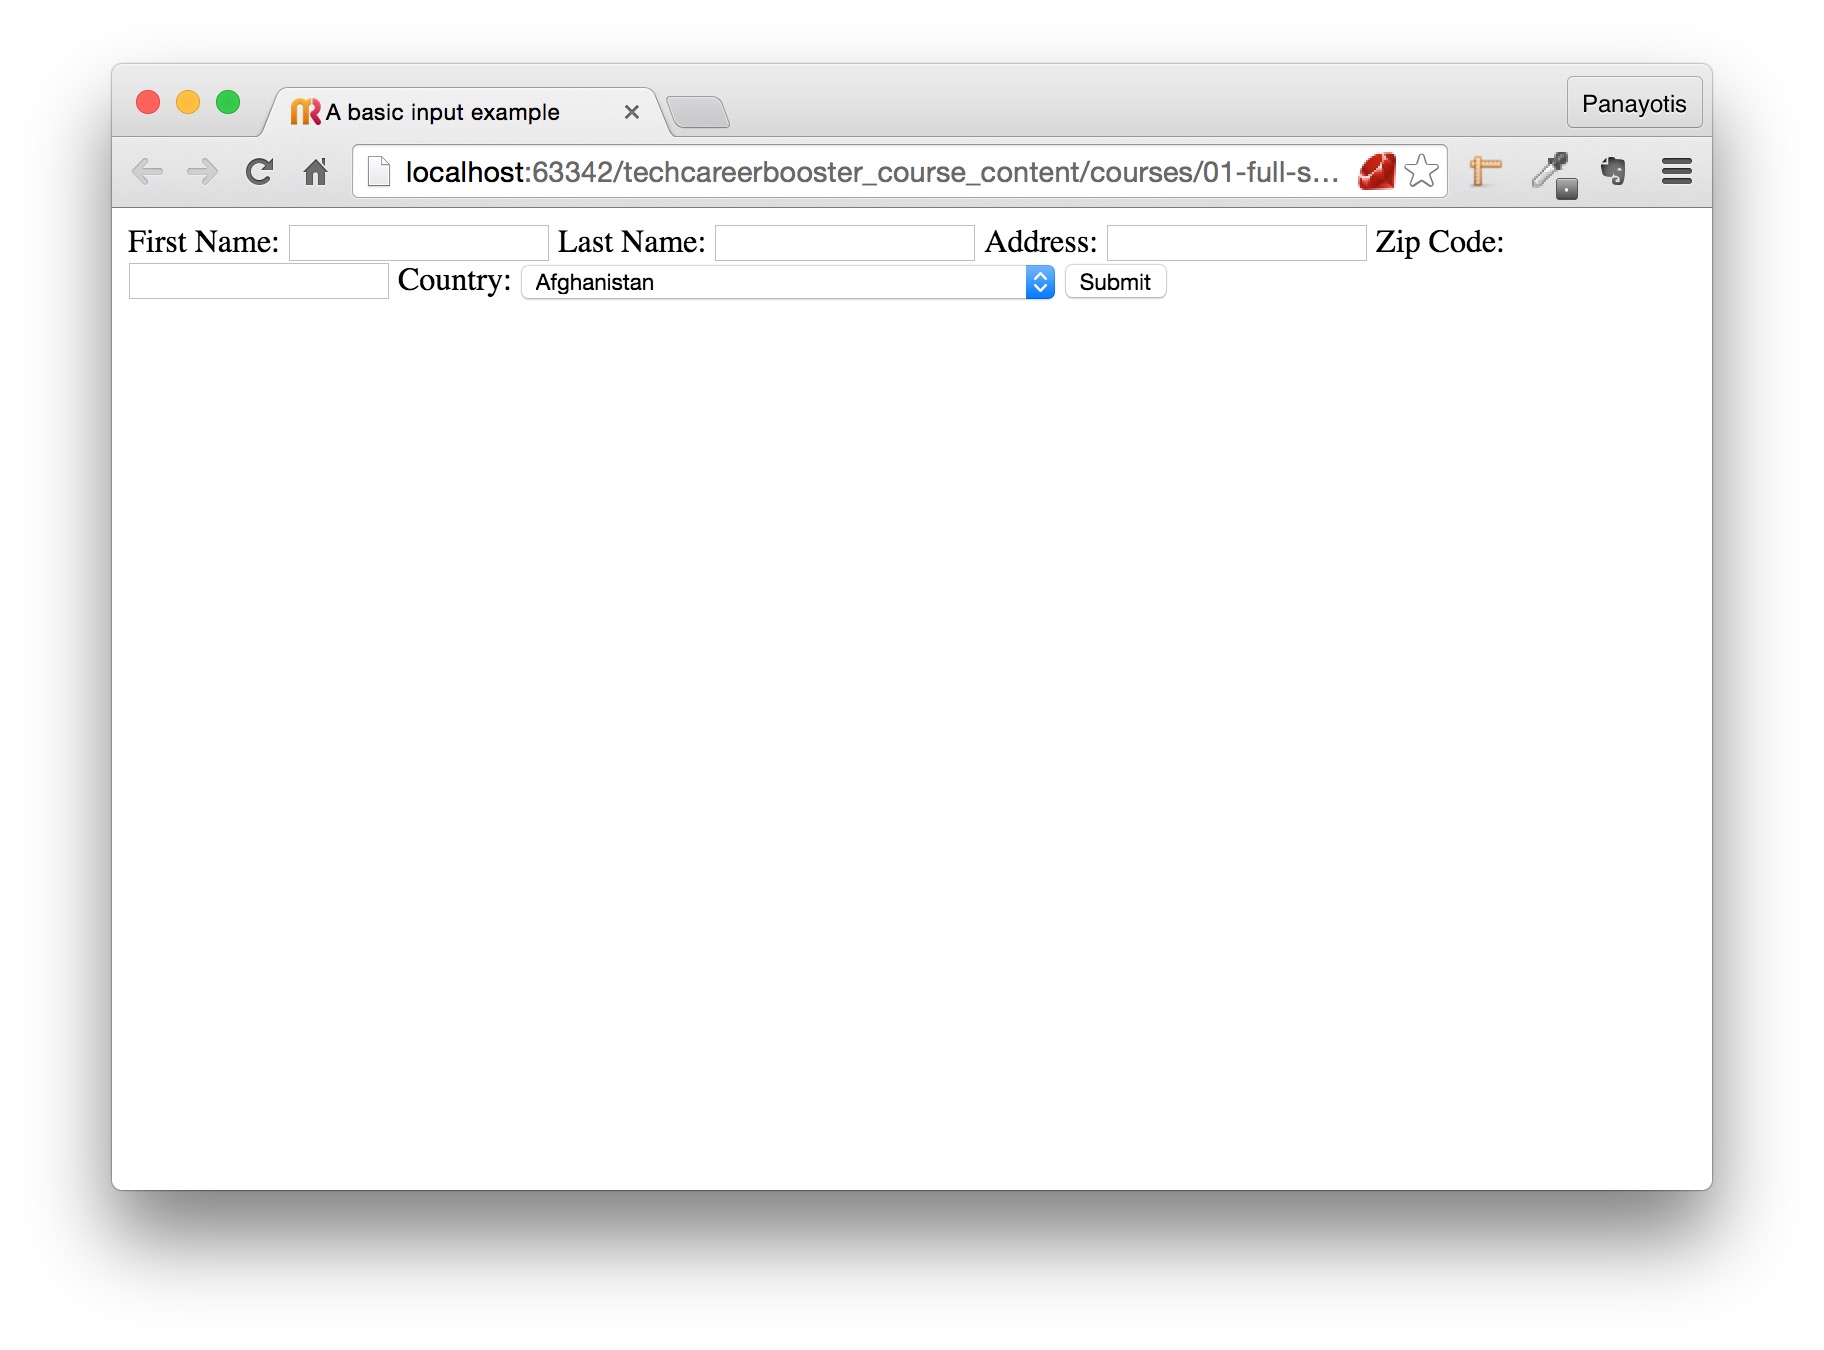 A basic input example
Panayotis
localhost:63342/techcareerbooster_course_content/courses/01-full-s...
First Name: Last Name: Address: Zip Code:
Country: Afghanistan Submit